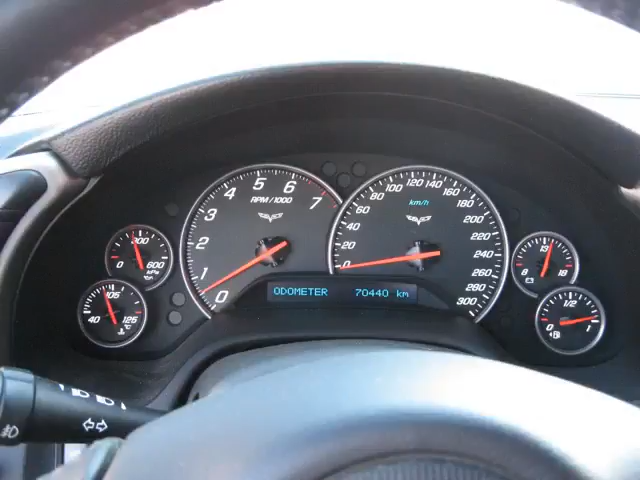 1 2 3 4 5 6 7
RPM/1000
0
0 20 40 60 80 100 120 140 160 180 200 220 240 260 280 300
km/h
ODOMETER 70440 km
0 300 600
kPa
40 105 125
°C
8 13 18
1/2
1